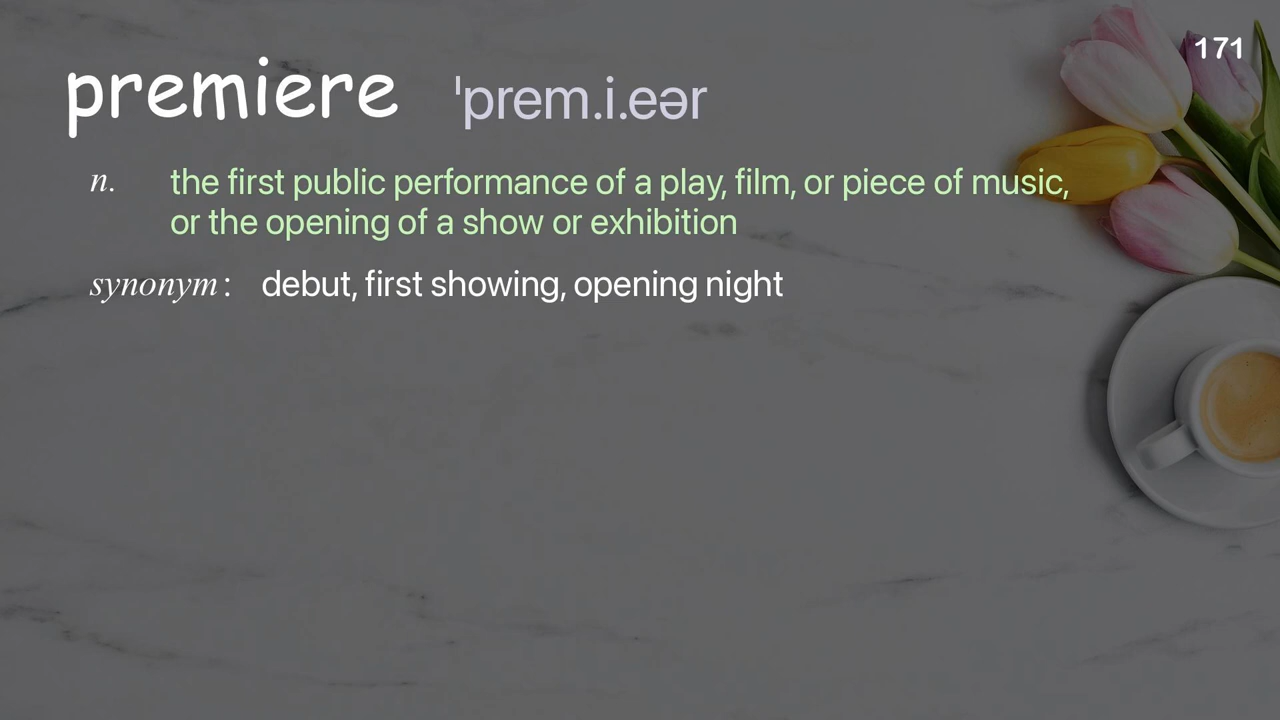 171
premiere ˈprem.i.eər
n. the first public performance of a play, film, or piece of music,
or the opening of a show or exhibition
synonym : debut, first showing, opening night